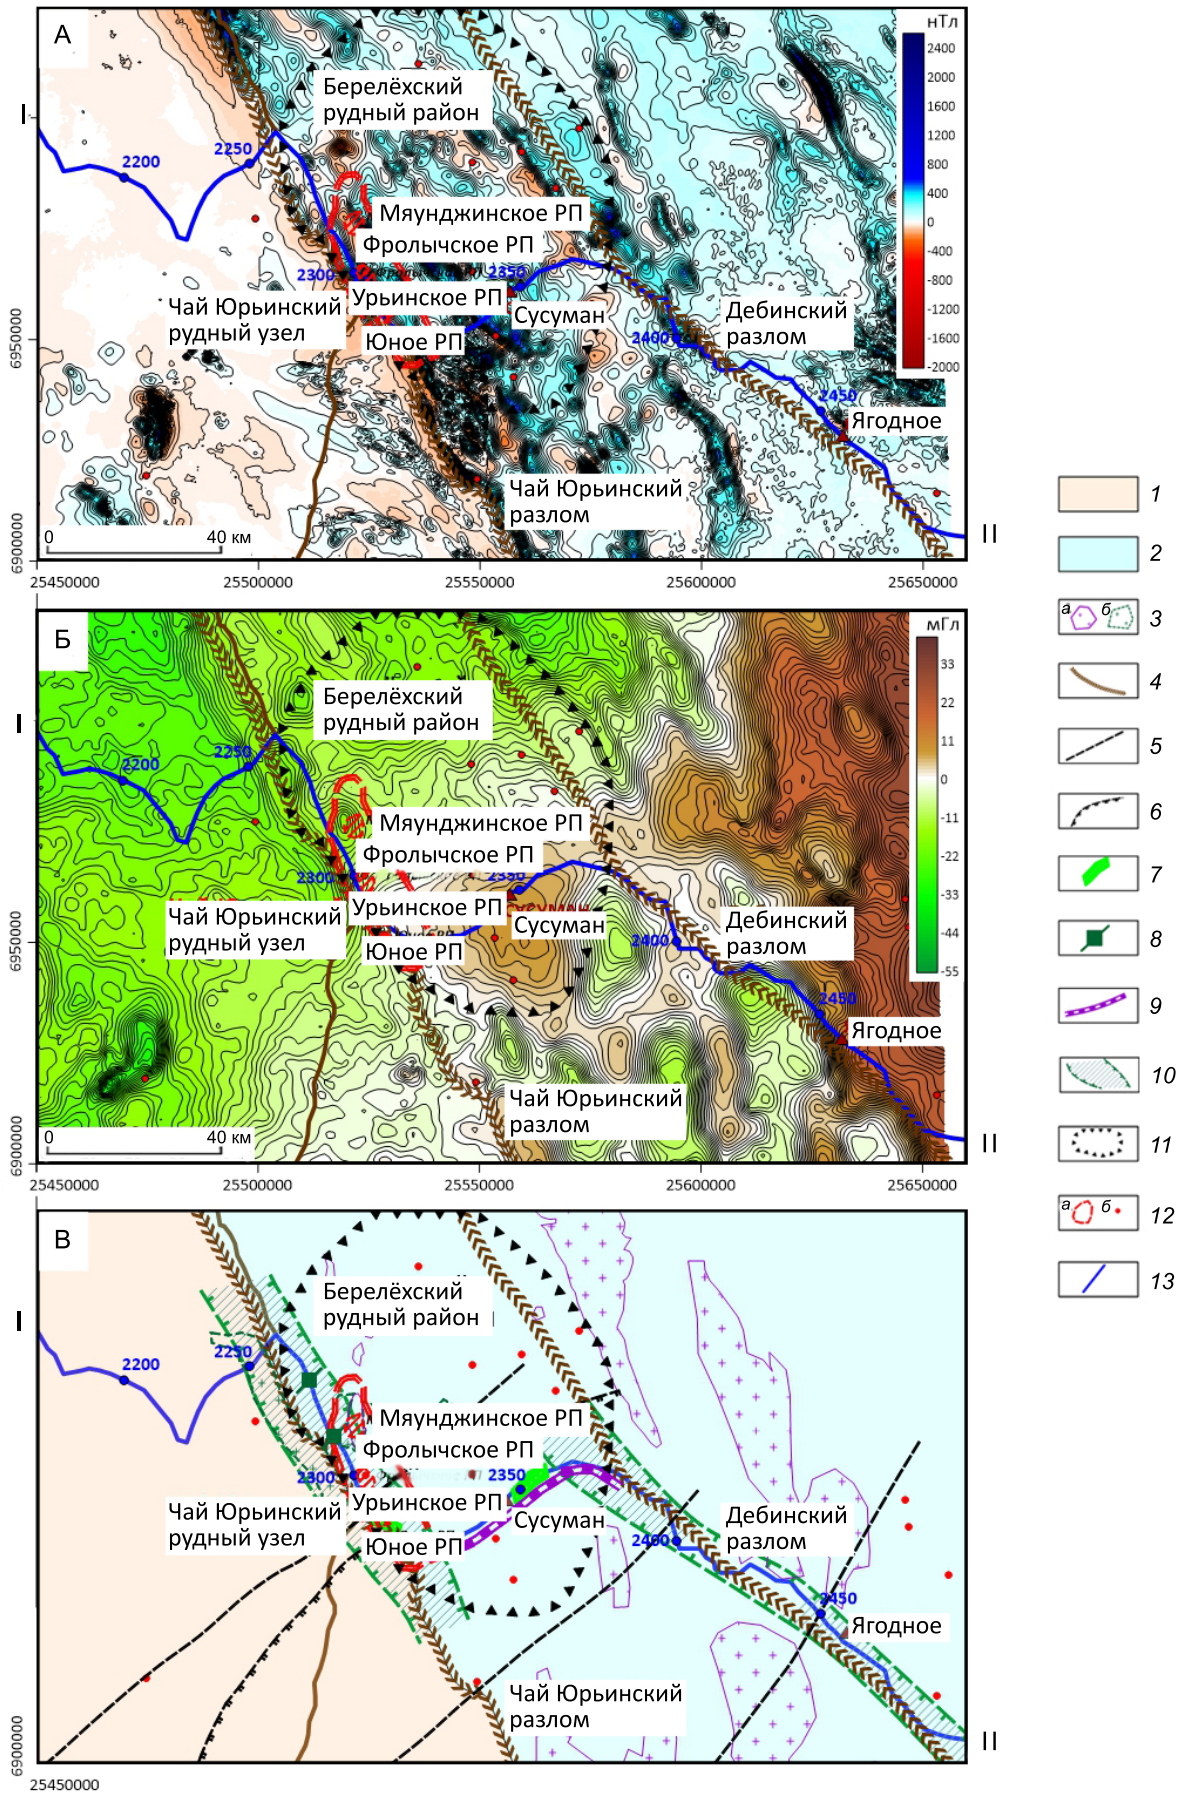 А
нТл
2400
2000
1600
1200
800
400
0
-400
-800
-1200
-1600
-2000
Берелёхский
рудный район
I
2200
2250
Мяунджинское РП
Фролычское РП
2300
2350
Чай Юрьинский
рудный узел
Урьинское РП
Сусуман
Юное РП
2400
Дебинский
разлом
2450
Ягодное
Чай Юрьинский
разлом
0 40 км
II
6950000
6900000
25450000 25500000 25550000 25600000 25650000
Б
мГл
33
22
11
0
-11
-22
-33
-44
-55
Берелёхский
рудный район
I
2200
2250
Мяунджинское РП
Фролычское РП
2300
2350
Чай Юрьинский
рудный узел
Урьинское РП
Сусуман
Юное РП
2400
Дебинский
разлом
2450
Ягодное
Чай Юрьинский
разлом
0 40 км
II
6950000
6900000
25450000 25500000 25550000 25600000 25650000
В
Берелёхский
рудный район
I
2200
2250
Мяунджинское РП
Фролычское РП
2300
2350
Чай Юрьинский
рудный узел
Урьинское РП
Сусуман
Юное РП
2400
Дебинский
разлом
2450
Ягодное
Чай Юрьинский
разлом
II
6900000
25450000
1
2
а б 3
4
5
6
7
8
9
10
11
а б 12
13